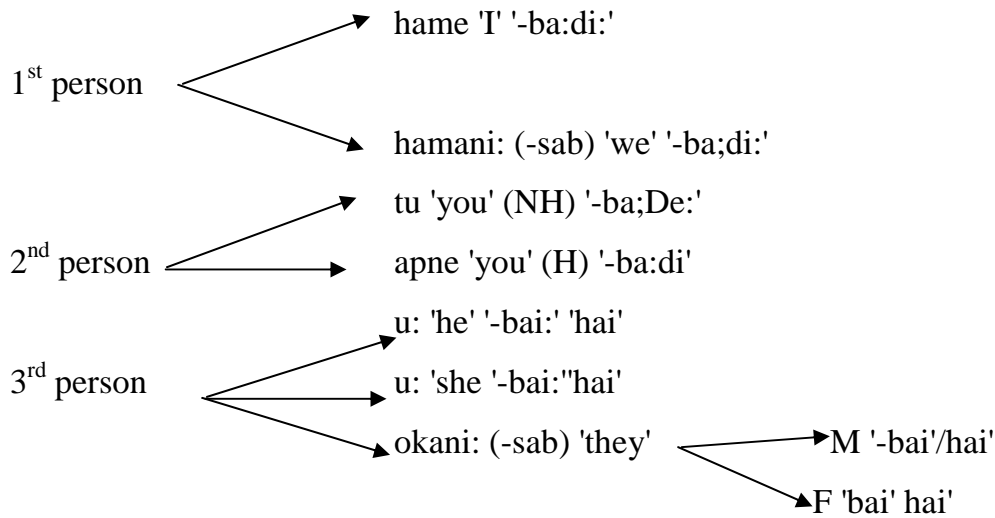 hame 'I' '-ba:di:'
1st person
hamani: (-sab) 'we' '-ba;di:'
tu 'you' (NH) '-ba;De:'
2nd person
apne 'you' (H) '-ba:di'
u: 'he' '-bai:' 'hai'
3rd person
u: 'she '-bai:''hai'
okani: (-sab) 'they'
M '-bai'/hai'
F 'bai' hai'